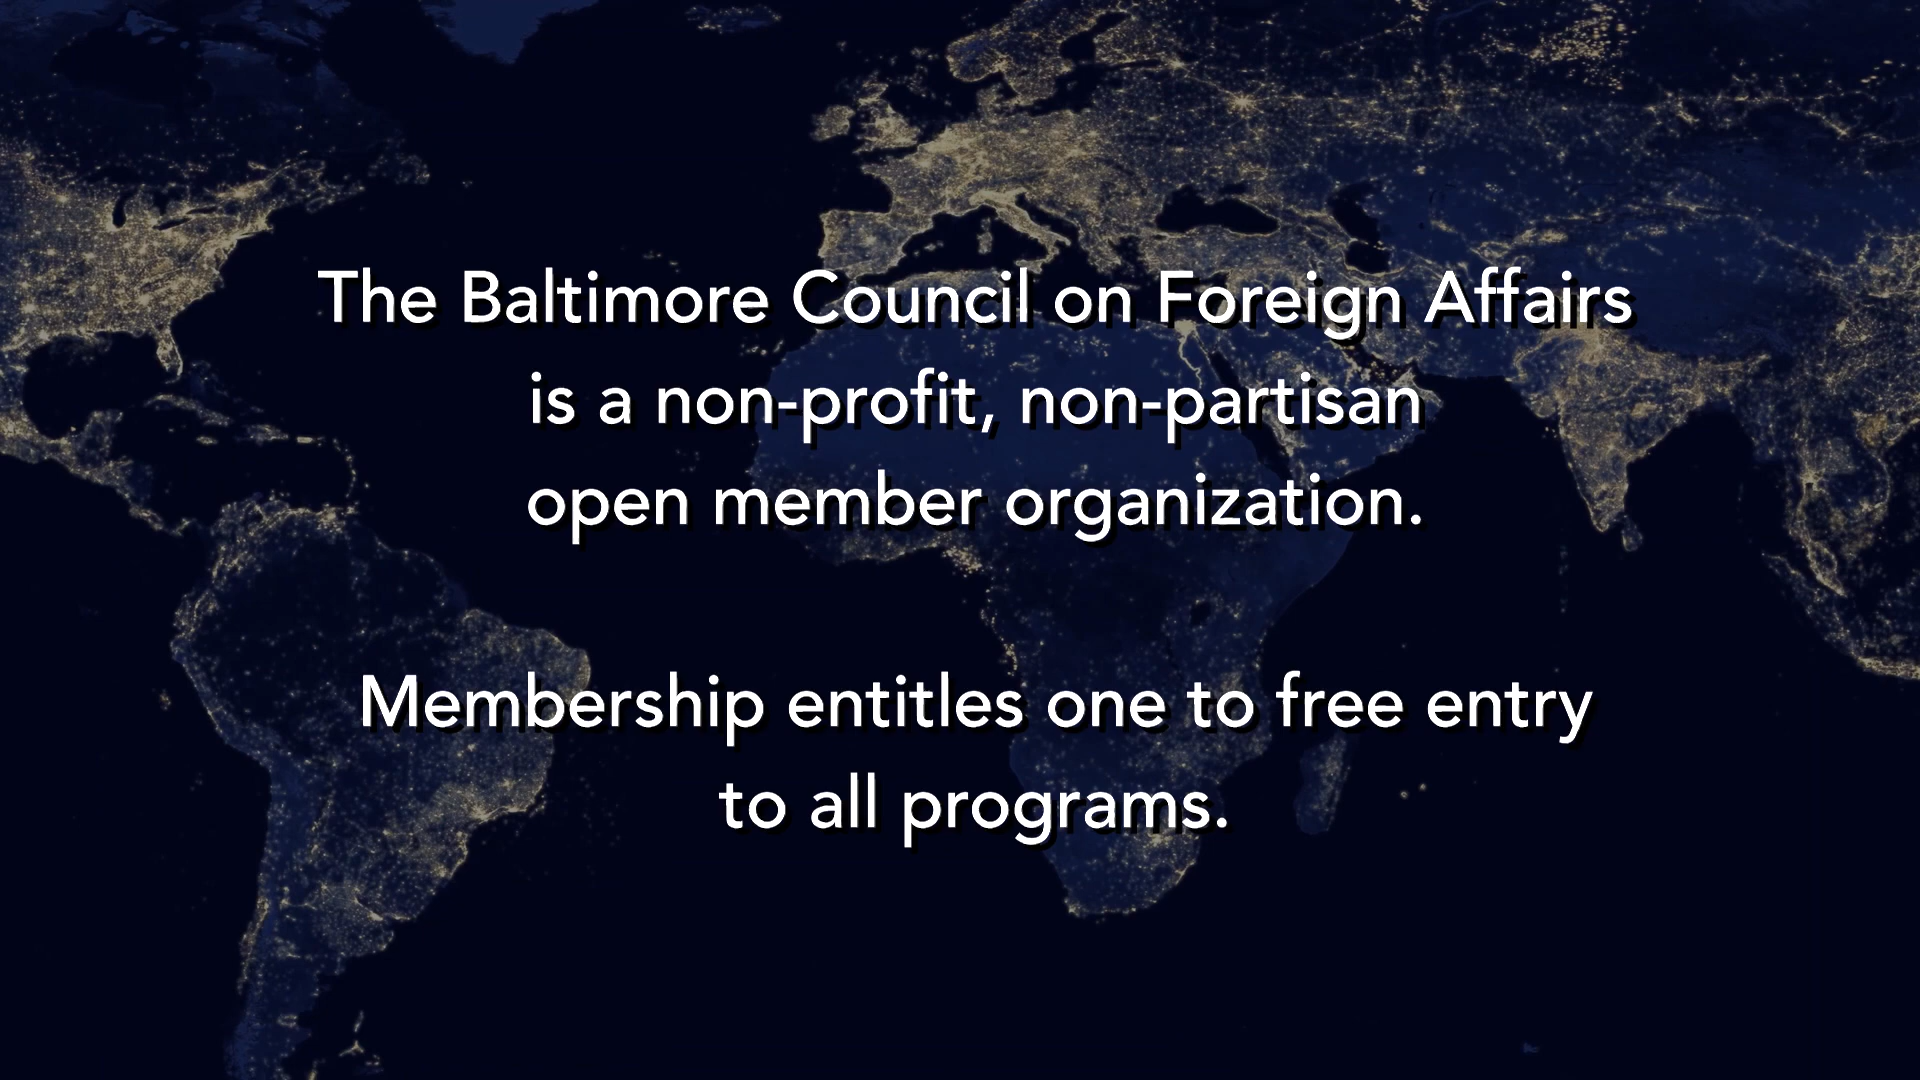 The Baltimore Council on Foreign Affairs
is a non-profit, non-partisan
open member organization.
Membership entitles one to free entry
to all programs.